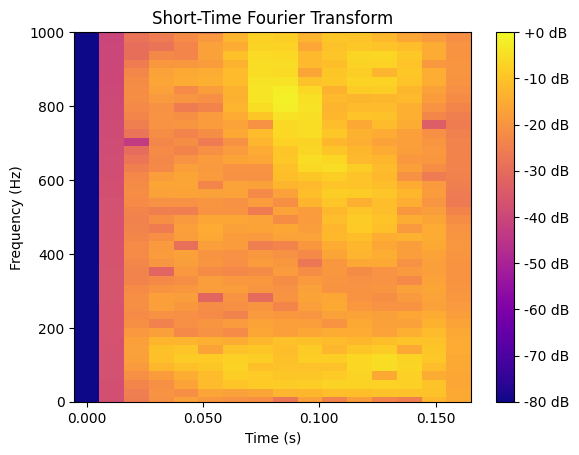 Short-Time Fourier Transform
Frequency (Hz)
1000
800
600
400
200
0
0.000
0.050
0.100
0.150
Time (s)
+0 dB
-10 dB
-20 dB
-30 dB
-40 dB
-50 dB
-60 dB
-70 dB
-80 dB